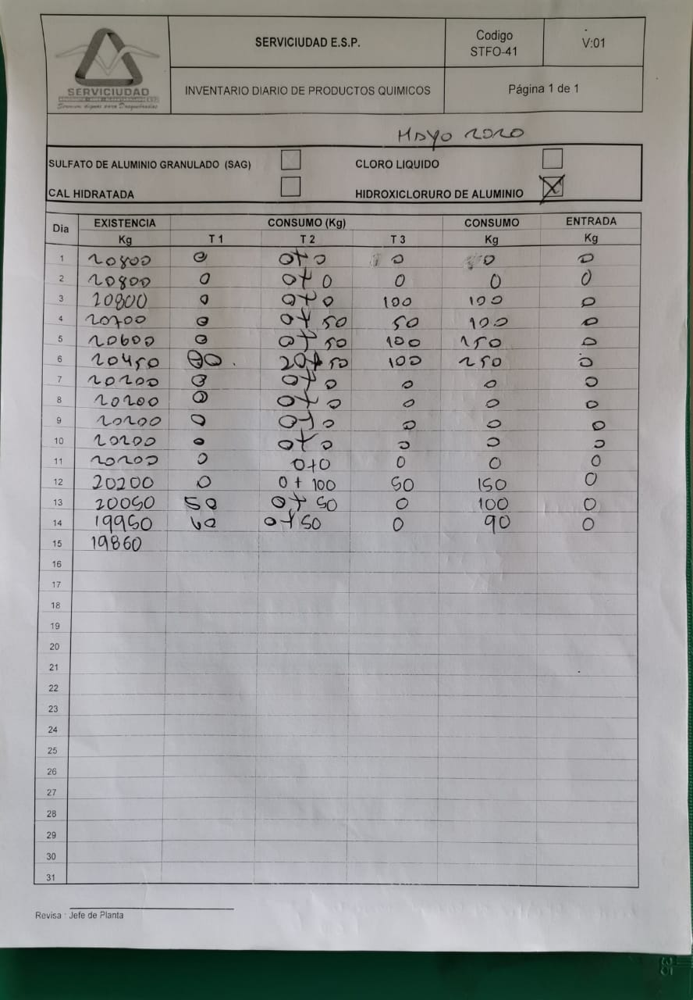 SERVICIUDAD E.S.P.
Codigo
STFO-41
V:01
SERVICIUDAD
INVENTARIO DIARIO DE PRODUCTOS QUIMICOS
Página 1 de 1
Mayo 2020
SULFATO DE ALUMINIO GRANULADO (SAG)
CLORO LIQUIDO
CAL HIDRATADA
HIDROXICLORURO DE ALUMINIO X
Dia EXISTENCIA CONSUMO (Kg) CONSUMO ENTRADA
Kg T 1 T 2 T 3 Kg Kg
1 20800 0 0+0 0 0 0
2 20800 0 0+0 0 0 0
3 20800 0 0+0 100 100 0
4 20700 0 0+50 50 100 0
5 20600 0 0+50 100 150 0
6 20450 20+50 100 250 0
7 20200 0 0+0 0 0 0
8 20200 0 0+0 0 0 0
9 20200 0 0+0 0 0 0
10 20200 0 0+0 0 0 0
11 20200 0 0+0 0 0 0
12 20200 0 0+100 50 150 0
13 20050 50 0+50 0 100 0
14 19950 40 0+50 0 90 0
15 19860
16
17
18
19
20
21
22
23
24
25
26
27
28
29
30
31
Revisa : Jefe de Planta